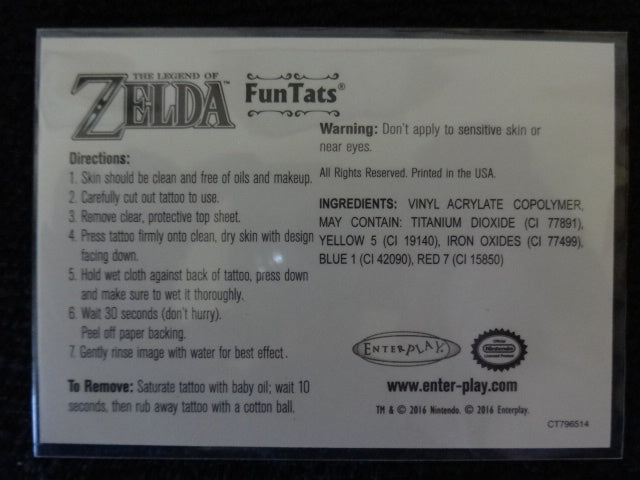 THE LEGEND OF
ZELDA™
FunTats®
Directions:
1. Skin should be clean and free of oils and makeup.
2. Carefully cut out tattoo to use.
3. Remove clear, protective top sheet.
4. Press tattoo firmly onto clean, dry skin with design
facing down.
5. Hold wet cloth against back of tattoo, press down
and make sure to wet it thoroughly.
6. Wait 30 seconds (don't hurry).
Peel off paper backing.
7. Gently rinse image with water for best effect.
To Remove: Saturate tattoo with baby oil; wait 10
seconds, then rub away tattoo with a cotton ball.
Warning: Don't apply to sensitive skin or
near eyes.
All Rights Reserved. Printed in the USA.
INGREDIENTS: VINYL ACRYLATE COPOLYMER,
MAY CONTAIN: TITANIUM DIOXIDE (CI 77891),
YELLOW 5 (CI 19140), IRON OXIDES (CI 77499),
BLUE 1 (CI 42090), RED 7 (CI 15850)
ENTERPLAY
Official
Nintendo
Licensed Product
www.enter-play.com
TM & © 2016 Nintendo. © 2016 Enterplay.
CT796514